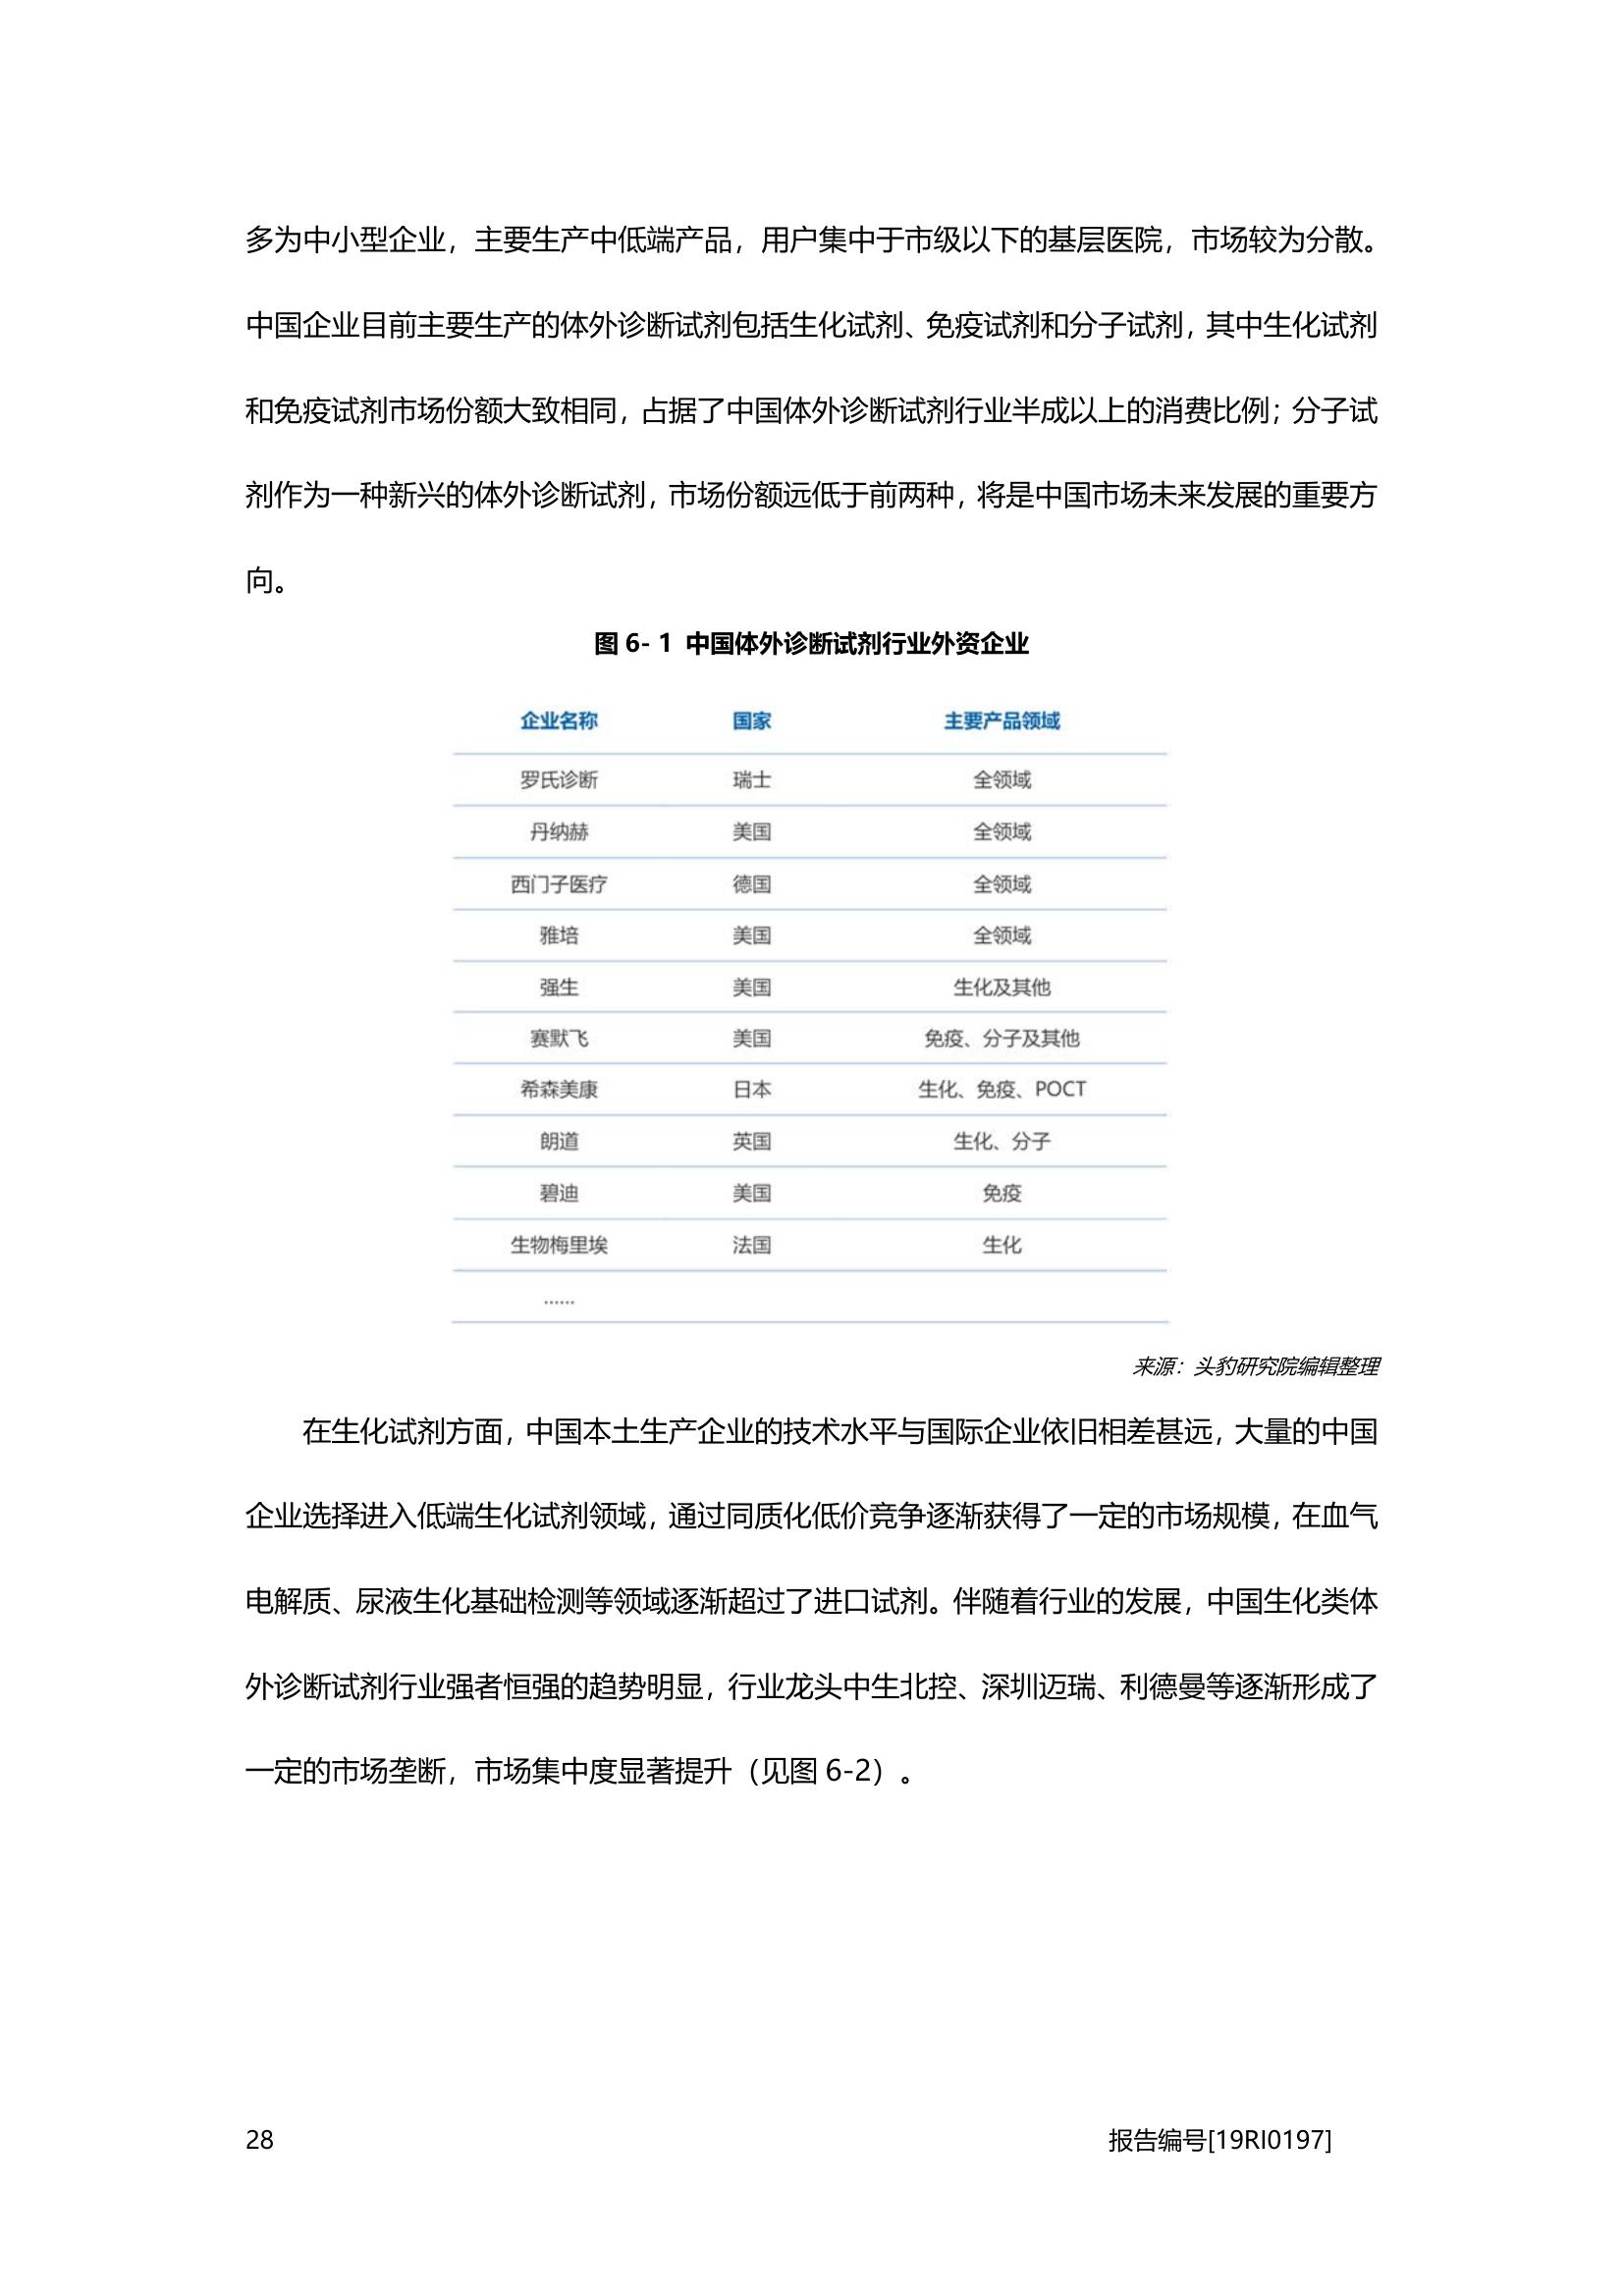 多为中小型企业，主要生产中低端产品，用户集中于市级以下的基层医院，市场较为分散。
中国企业目前主要生产的体外诊断试剂包括生化试剂、免疫试剂和分子试剂，其中生化试剂
和免疫试剂市场份额大致相同，占据了中国体外诊断试剂行业半成以上的消费比例；分子试
剂作为一种新兴的体外诊断试剂，市场份额远低于前两种，将是中国市场未来发展的重要方
向。
图 6- 1 中国体外诊断试剂行业外资企业
企业名称 国家 主要产品领域
罗氏诊断 瑞士 全领域
丹纳赫 美国 全领域
西门子医疗 德国 全领域
雅培 美国 全领域
强生 美国 生化及其他
赛默飞 美国 免疫、分子及其他
希森美康 日本 生化、免疫、POCT
朗道 英国 生化、分子
碧迪 美国 免疫
生物梅里埃 法国 生化
……
来源：头豹研究院编辑整理
在生化试剂方面，中国本土生产企业的技术水平与国际企业依旧相差甚远，大量的中国
企业选择进入低端生化试剂领域，通过同质化低价竞争逐渐获得了一定的市场规模，在血气
电解质、尿液生化基础检测等领域逐渐超过了进口试剂。伴随着行业的发展，中国生化类体
外诊断试剂行业强者恒强的趋势明显，行业龙头中生北控、深圳迈瑞、利德曼等逐渐形成了
一定的市场垄断，市场集中度显著提升（见图 6-2）。
28 报告编号[19RI0197]